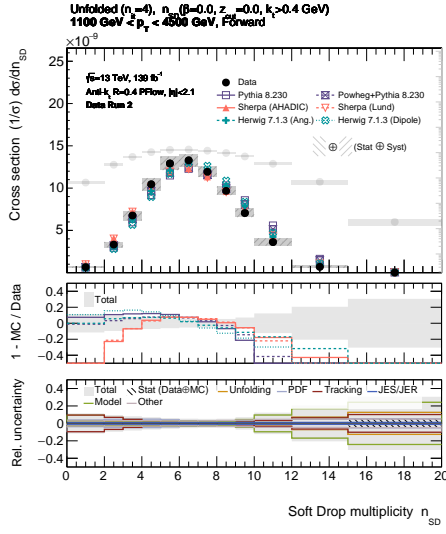 Unfolded (n_it=4), n_SD (β=0.0, z_cut=0.0, k_t>0.4 GeV)
1100 GeV < p_T < 4500 GeV, Forward
×10⁻⁹
√s=13 TeV, 139 fb⁻¹
Anti-k_t R=0.4 PFlow, |η|<2.1
Data Run 2
Data
Pythia 8.230
Powheg+Pythia 8.230
Sherpa (AHADIC)
Sherpa (Lund)
Herwig 7.1.3 (Ang.)
Herwig 7.1.3 (Dipole)
⊕ (Stat ⊕ Syst)
Cross section (1/σ) dσ/dn_SD
25
20
15
10
5
1 - MC / Data
Total
0.4
0.2
0.0
−0.2
−0.4
Rel. uncertainty
Total
Stat (Data⊕MC)
Unfolding
PDF
Tracking
JES/JER
Model
Other
0.4
0.2
0.0
−0.2
−0.4
0 2 4 6 8 10 12 14 16 18 20
Soft Drop multiplicity n_SD